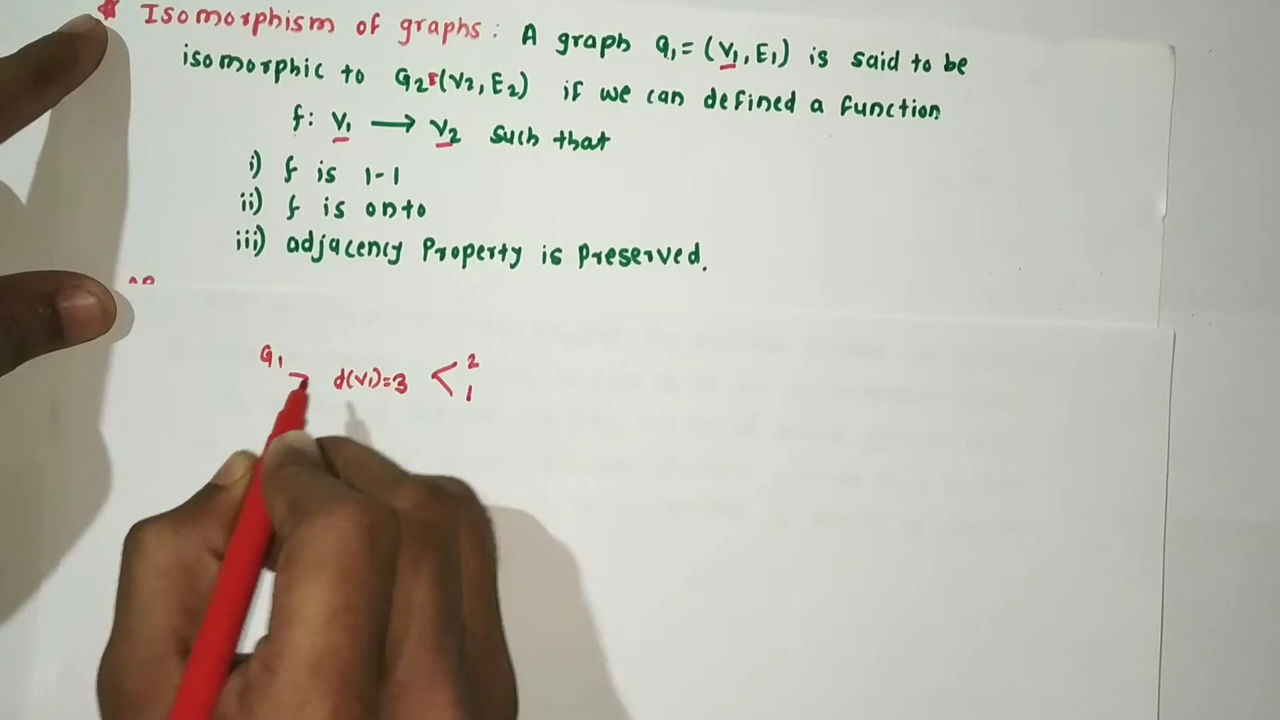 * Isomorphism of graphs: A graph G1 = (V1, E1) is said to be
isomorphic to G2=(V2, E2) if we can defined a function
f: V1 → V2 such that
i) f is 1-1
ii) f is onto
iii) adjacency Property is Preserved.
G1
d(V1)=3 < 2
1